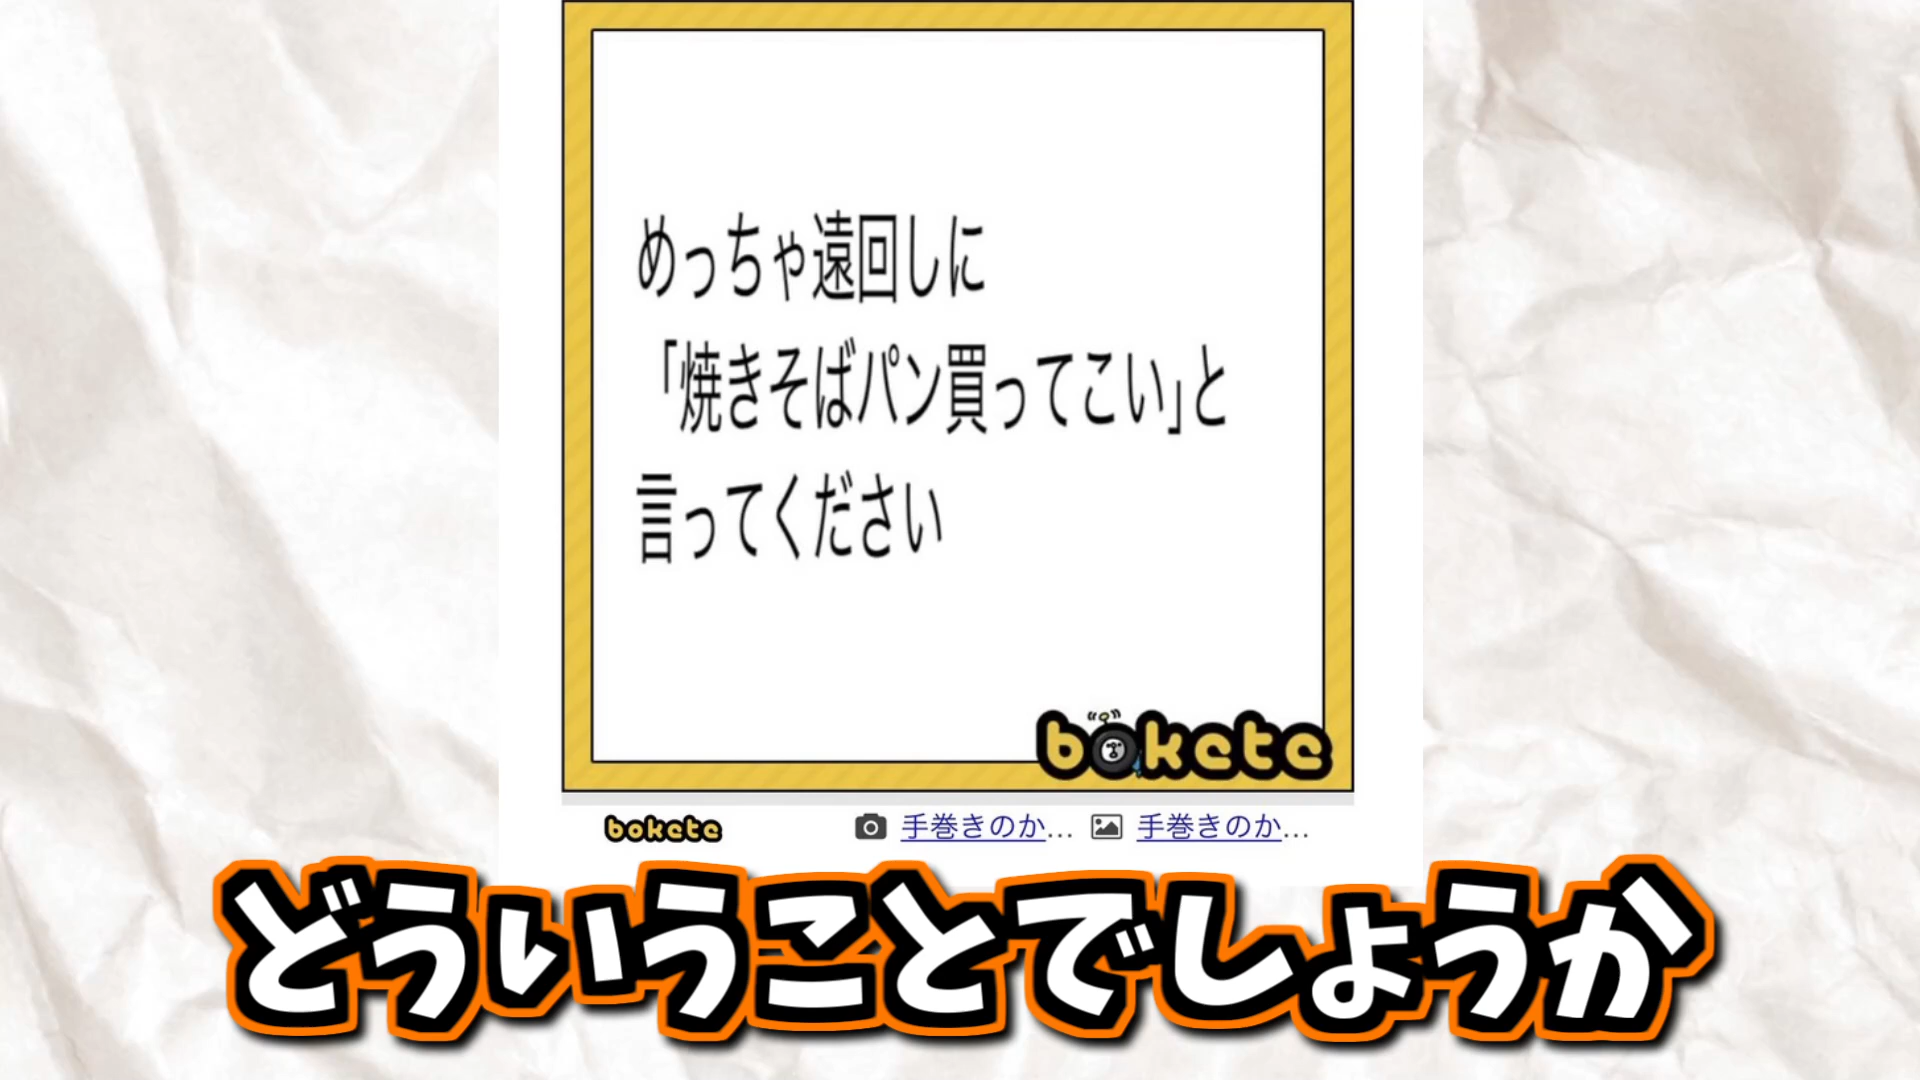 めっちゃ遠回しに
「焼きそばパン買ってこい」と
言ってください
bokete
bokete 手巻きのか... 手巻きのか...
どういうことでしょうか